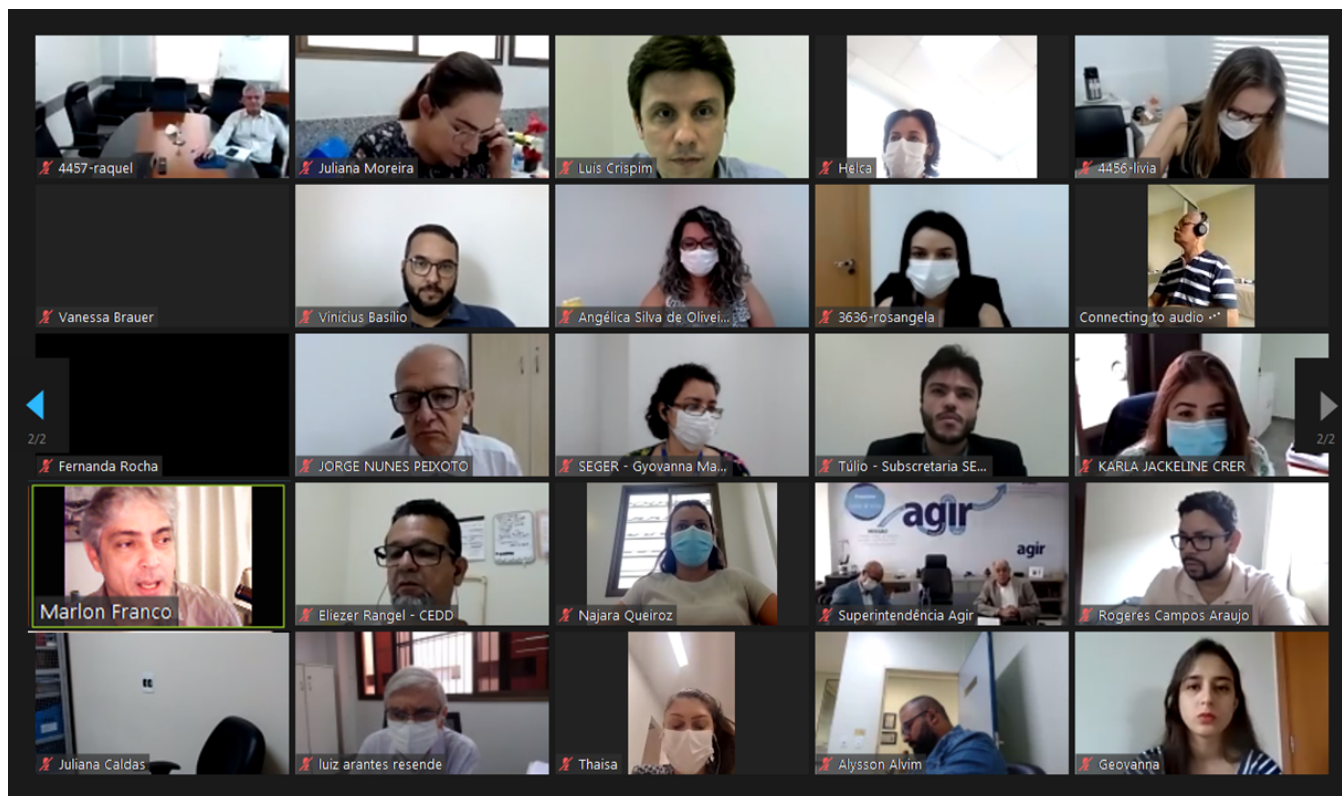 4457-raquel
Juliana Moreira
Luís Crispim
Helca
4456-livia
Vanessa Brauer
Vinicius Basílio
Angélica Silva de Olivei...
3636-rosangela
Connecting to audio
2/2
Fernanda Rocha
JORGE NUNES PEIXOTO
SEGER - Gyovanna Ma...
Túlio - Subscretaria SE...
KARLA JACKELINE CRER
2/2
Marlon Franco
Eliezer Rangel - CEDD
Najara Queiroz
agir
agir
Superintendência Agir
Rogeres Campos Araujo
Juliana Caldas
luiz arantes resende
Thaisa
Alysson Alvim
Geovanna